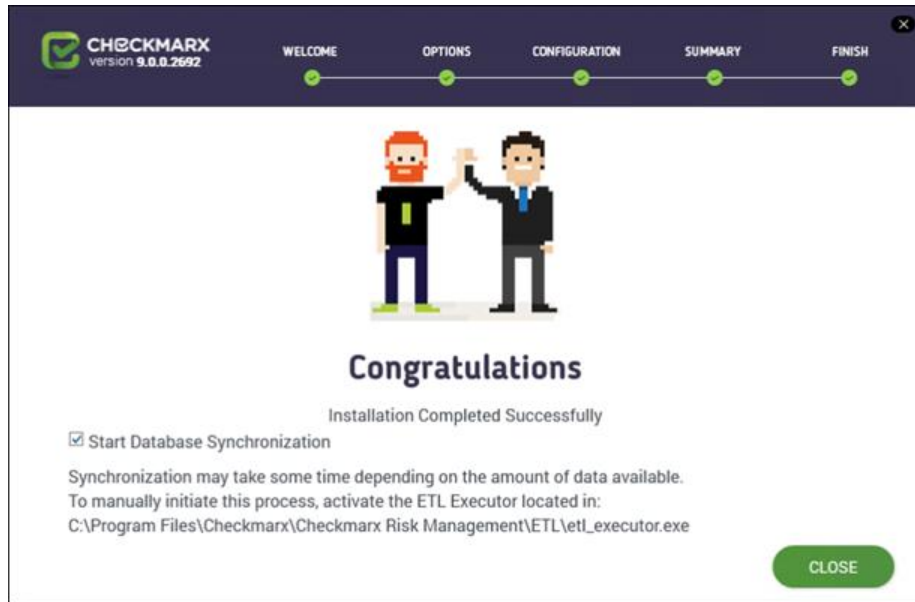 CHECKMARX
version 9.0.0.2692
WELCOME
OPTIONS
CONFIGURATION
SUMMARY
FINISH
Congratulations
Installation Completed Successfully
Start Database Synchronization
Synchronization may take some time depending on the amount of data available.
To manually initiate this process, activate the ETL Executor located in:
C:\Program Files\Checkmarx\Checkmarx Risk Management\ETL\etl_executor.exe
CLOSE